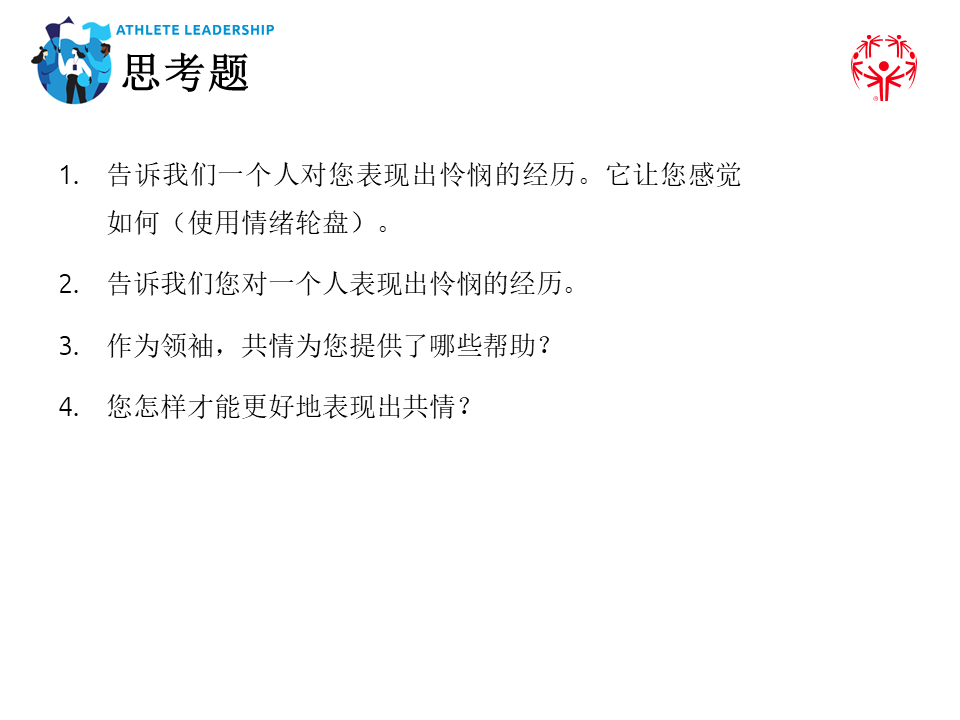 ATHLETE LEADERSHIP
思考题
1. 告诉我们一个人对您表现出怜悯的经历。它让您感觉
如何（使用情绪轮盘）。
2. 告诉我们您对一个人表现出怜悯的经历。
3. 作为领袖，共情为您提供了哪些帮助？
4. 您怎样才能更好地表现出共情？